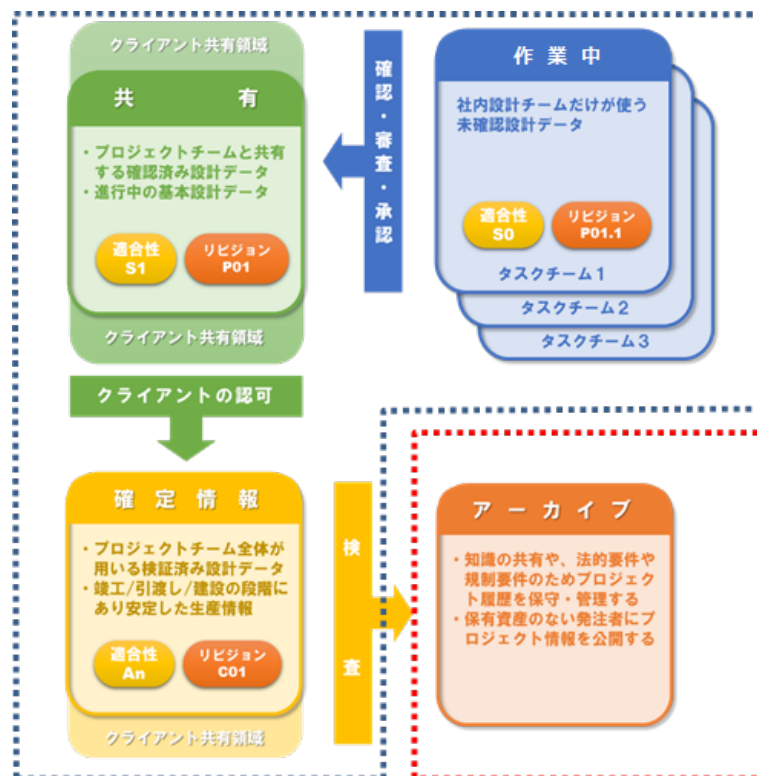 クライアント共有領域
共有
・プロジェクトチームと共有
する確認済み設計データ
・進行中の基本設計データ
適合性
S1
リビジョン
P01
クライアント共有領域
確認・審査・承認
作業中
社内設計チームだけが使う
未確認設計データ
適合性
S0
リビジョン
P01.1
タスクチーム1
タスクチーム2
タスクチーム3
クライアントの認可
確定情報
・プロジェクトチーム全体が
用いる検証済み設計データ
・竣工/引渡し/建設の段階に
あり安定した生産情報
適合性
An
リビジョン
C01
クライアント共有領域
検査
アーカイブ
・知識の共有や、法的要件や
規制要件のためプロジェク
ト履歴を保守・管理する
・保有資産のない発注者にプ
ロジェクト情報を公開する